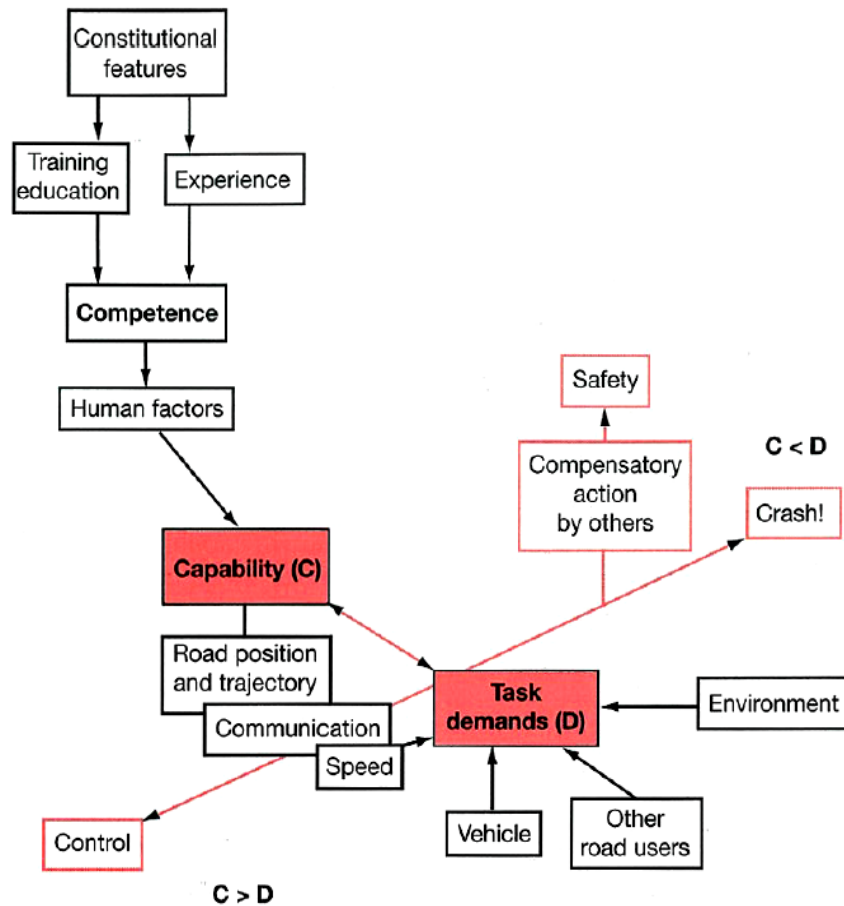 Constitutional
features
Training
education
Experience
Competence
Human factors
Safety
Compensatory
action
by others
C < D
Crash!
Capability (C)
Road position
and trajectory
Communication
Speed
Task
demands (D)
Environment
Control
Vehicle
Other
road users
C > D